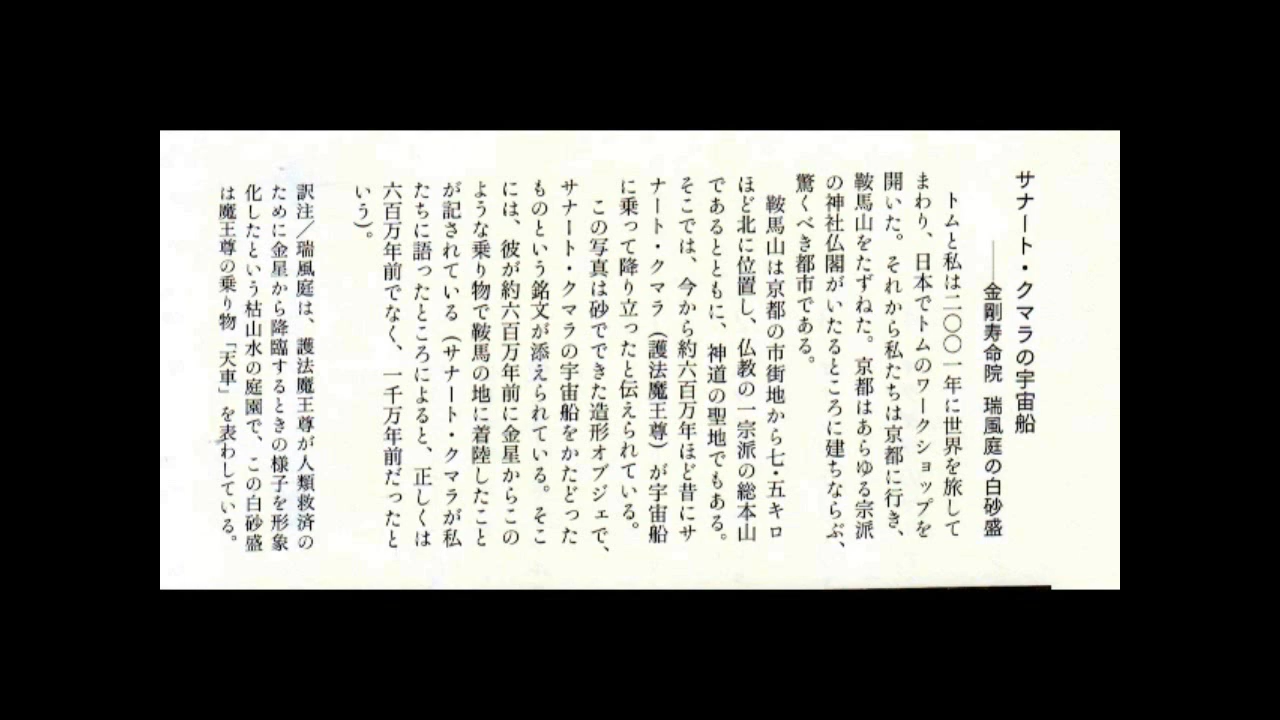 サナート・クマラの宇宙船
――金剛寿命院 瑞風庭の白砂盛
トムと私は二〇〇一年に世界を旅して
まわり、日本でトムのワークショップを
開いた。それから私たちは京都に行き、
鞍馬山をたずねた。京都はあらゆる宗派
の神社仏閣がいたるところに建ちならぶ、
驚くべき都市である。
鞍馬山は京都の市街地から七・五キロ
ほど北に位置し、仏教の一宗派の総本山
であるとともに、神道の聖地でもある。
そこでは、今から約六百万年ほど昔にサ
ナート・クマラ（護法魔王尊）が宇宙船
に乗って降り立ったと伝えられている。
この写真は砂でできた造形オブジェで、
サナート・クマラの宇宙船をかたどった
ものという銘文が添えられている。そこ
には、彼が約六百万年前に金星からこの
ような乗り物で鞍馬の地に着陸したこと
が記されている（サナート・クマラが私
たちに語ったところによると、正しくは
六百万年前でなく、一千万年前だったと
いう）。
訳注／瑞風庭は、護法魔王尊が人類救済の
ために金星から降臨するときの様子を形象
化したという枯山水の庭園で、この白砂盛
は魔王尊の乗り物「天車」を表わしている。